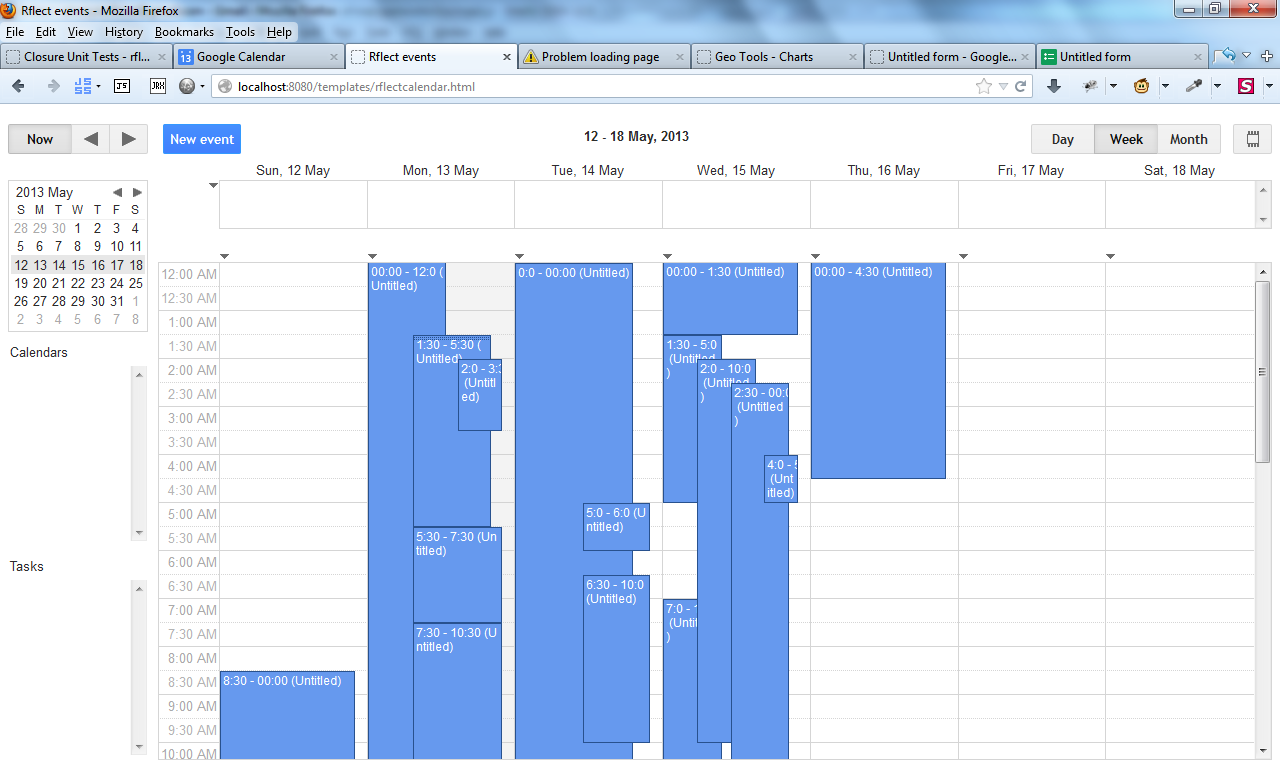 Rflect events - Mozilla Firefox
File Edit View History Bookmarks Tools Help
Closure Unit Tests - rfl... Google Calendar Rflect events Problem loading page Geo Tools - Charts Untitled form - Google... Untitled form
localhost:8080/templates/rflectcalendar.html
Now New event 12 - 18 May, 2013 Day Week Month
Sun, 12 May Mon, 13 May Tue, 14 May Wed, 15 May Thu, 16 May Fri, 17 May Sat, 18 May
2013 May
S M T W T F S
28 29 30 1 2 3 4
5 6 7 8 9 10 11
12 13 14 15 16 17 18
19 20 21 22 23 24 25
26 27 28 29 30 31 1
2 3 4 5 6 7 8
Calendars
Tasks
12:00 AM
12:30 AM
1:00 AM
1:30 AM
2:00 AM
2:30 AM
3:00 AM
3:30 AM
4:00 AM
4:30 AM
5:00 AM
5:30 AM
6:00 AM
6:30 AM
7:00 AM
7:30 AM
8:00 AM
8:30 AM
9:00 AM
9:30 AM
10:00 AM
8:30 - 00:00 (Untitled)
00:00 - 12:0 (
Untitled)
1:30 - 5:30 (
Untitled)
2:0 - 3:3
(Untitl
ed)
5:30 - 7:30 (Un
titled)
7:30 - 10:30 (U
ntitled)
0:0 - 00:00 (Untitled)
5:0 - 6:0 (U
ntitled)
6:30 - 10:0
(Untitled)
00:00 - 1:30 (Untitled)
1:30 - 5:0
(Untitled
)
2:0 - 10:0
(Untitled
)
2:30 - 00:0
(Untitled
)
4:0 - 5
(Unt
itled)
7:0 - 1
(Untit
)
00:00 - 4:30 (Untitled)